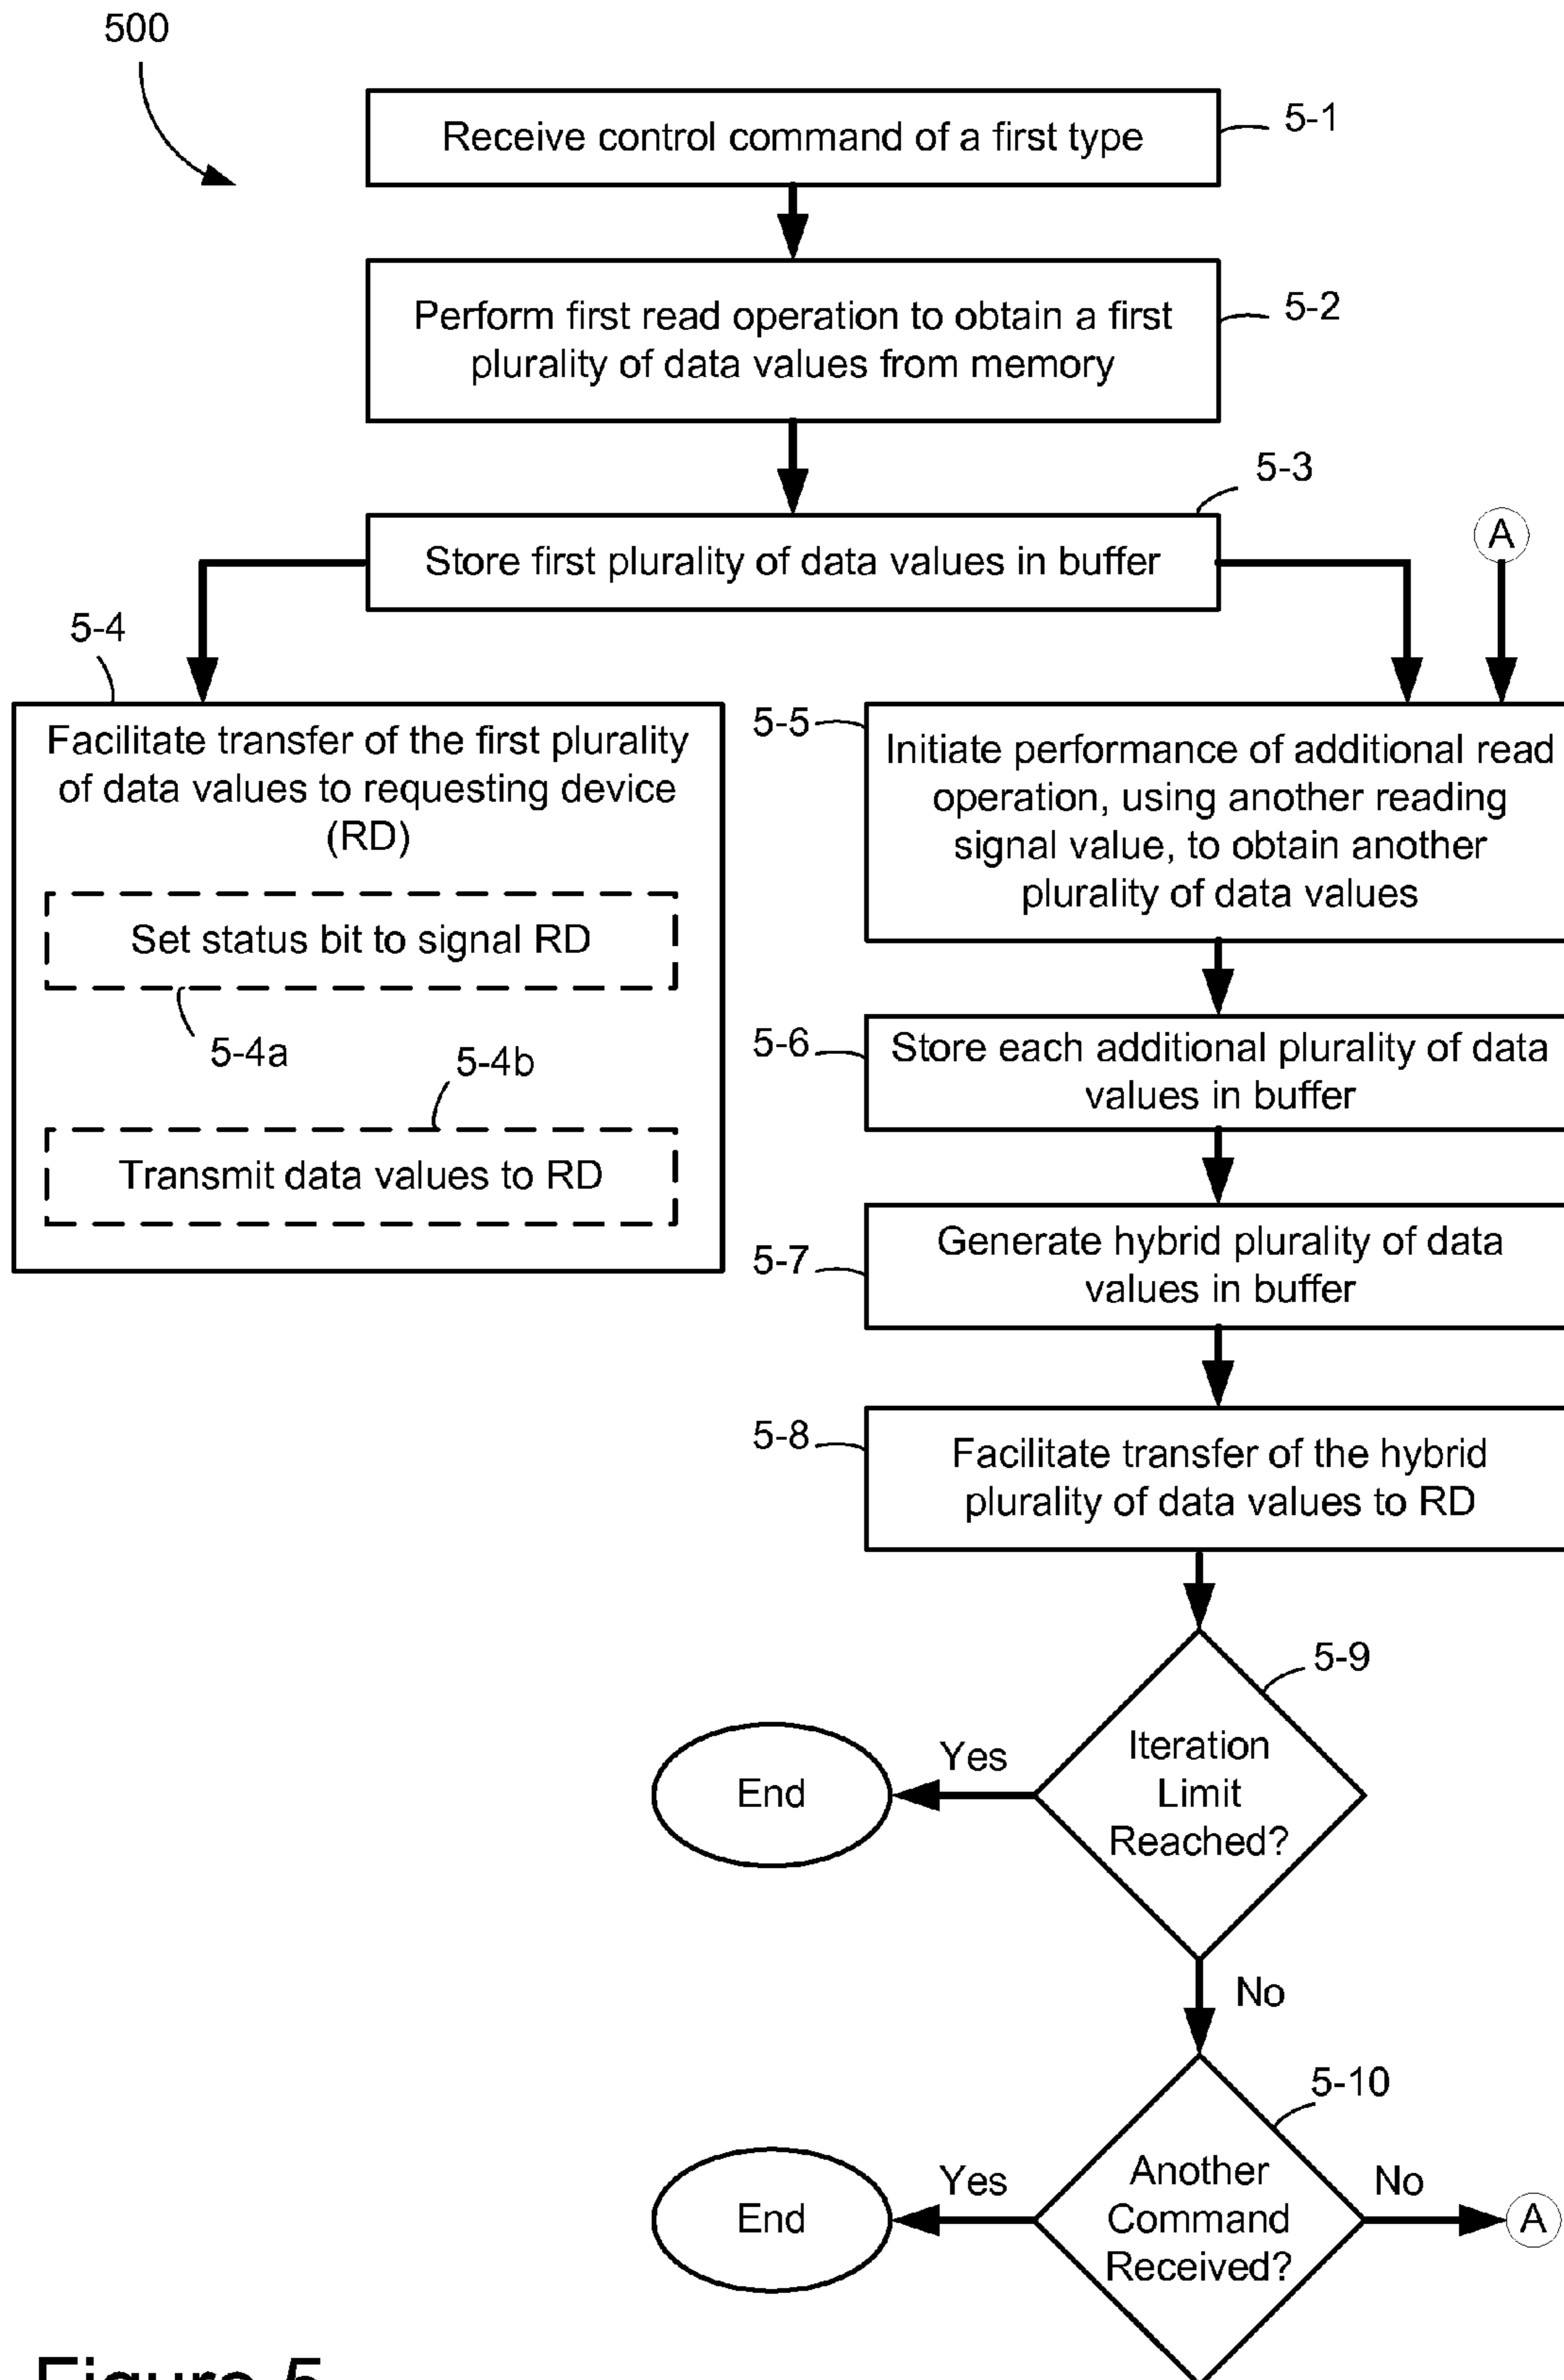 500
Receive control command of a first type
5-1
Perform first read operation to obtain a first
plurality of data values from memory
5-2
5-3
Store first plurality of data values in buffer
A
5-4
Facilitate transfer of the first plurality
of data values to requesting device
(RD)
Set status bit to signal RD
5-4a
5-4b
Transmit data values to RD
5-5
Initiate performance of additional read
operation, using another reading
signal value, to obtain another
plurality of data values
5-6
Store each additional plurality of data
values in buffer
5-7
Generate hybrid plurality of data
values in buffer
5-8
Facilitate transfer of the hybrid
plurality of data values to RD
5-9
Iteration
Limit
Reached?
Yes
End
No
5-10
Another
Command
Received?
Yes
End
No
A
Figure 5